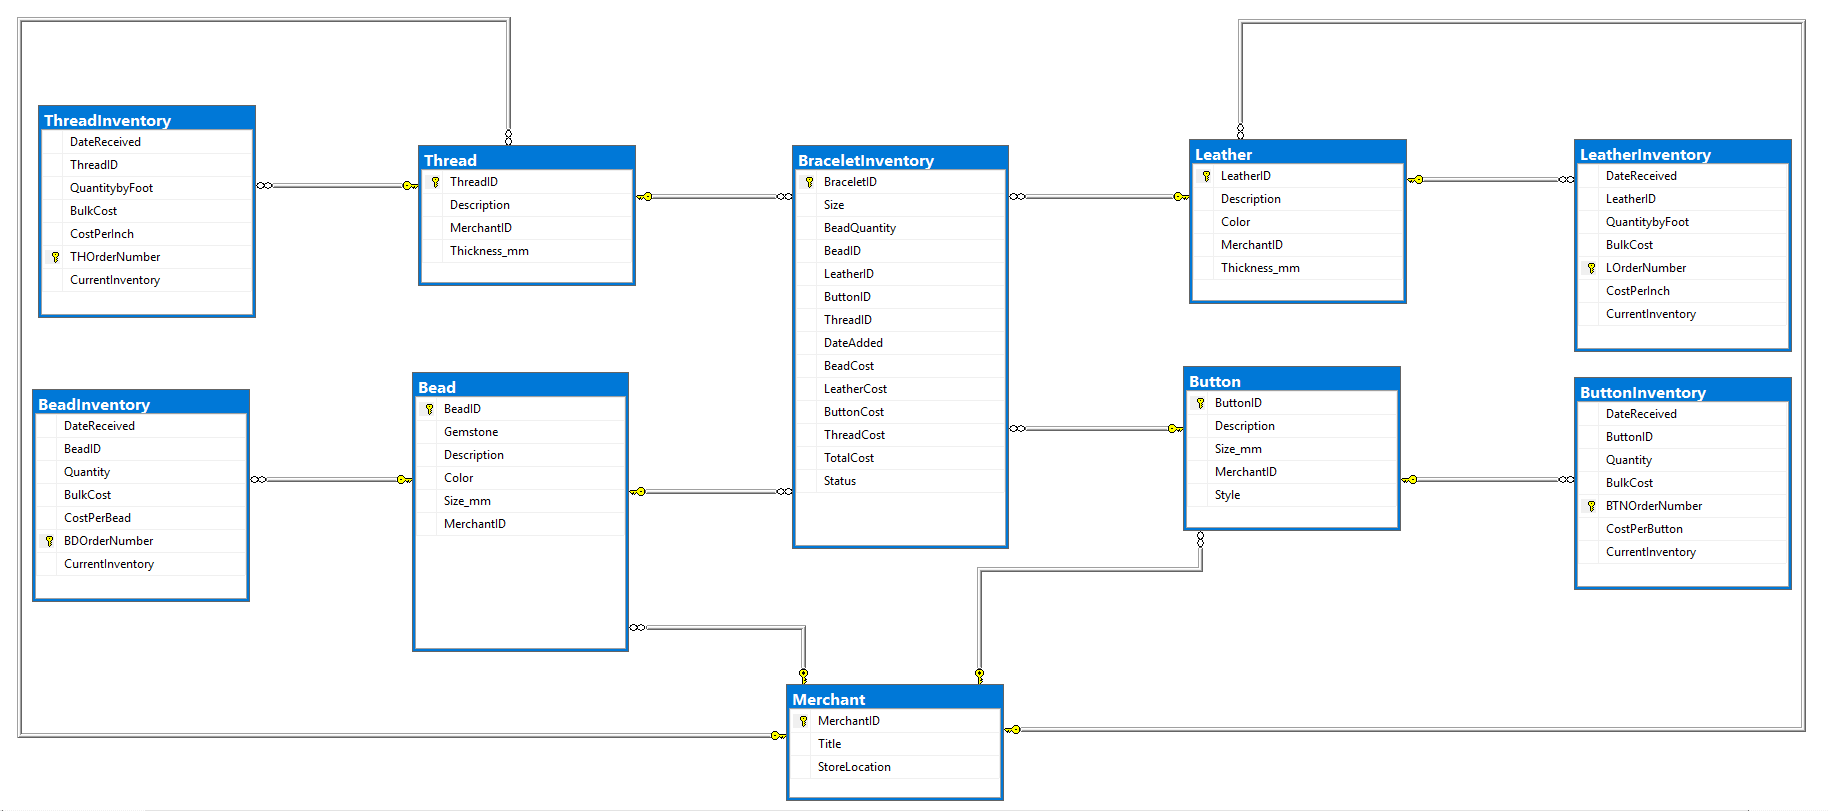 ThreadInventory
DateReceived
ThreadID
QuantitybyFoot
BulkCost
CostPerInch
THOrderNumber
CurrentInventory
Thread
ThreadID
Description
MerchantID
Thickness_mm
BraceletInventory
BraceletID
Size
BeadQuantity
BeadID
LeatherID
ButtonID
ThreadID
DateAdded
BeadCost
LeatherCost
ButtonCost
ThreadCost
TotalCost
Status
Leather
LeatherID
Description
Color
MerchantID
Thickness_mm
LeatherInventory
DateReceived
LeatherID
QuantitybyFoot
BulkCost
LOrderNumber
CostPerInch
CurrentInventory
BeadInventory
DateReceived
BeadID
Quantity
BulkCost
CostPerBead
BDOrderNumber
CurrentInventory
Bead
BeadID
Gemstone
Description
Color
Size_mm
MerchantID
Button
ButtonID
Description
Size_mm
MerchantID
Style
ButtonInventory
DateReceived
ButtonID
Quantity
BulkCost
BTNOrderNumber
CostPerButton
CurrentInventory
Merchant
MerchantID
Title
StoreLocation